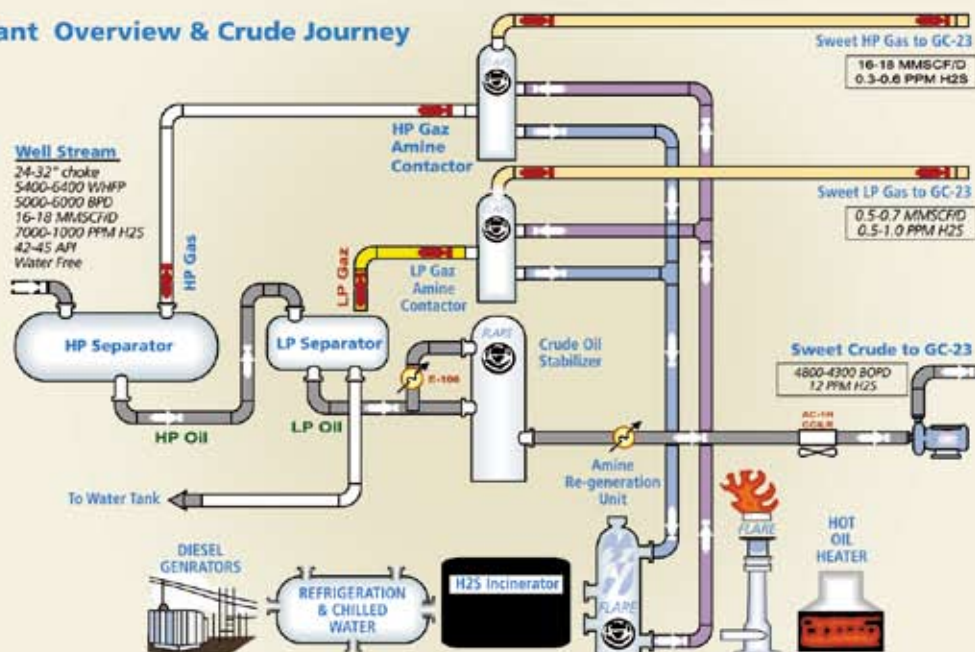 ant Overview & Crude Journey
Sweet HP Gas to GC-23
16-18 MMSCF/D
0.3-0.6 PPM H2S
FLARE
HP Gaz
Amine
Contactor
Well Stream
24-32" choke
5400-6400 WHFP
5000-6000 BPD
16-18 MMSCF/D
7000-1000 PPM H2S
42-45 API
Water Free
HP Gas
Sweet LP Gas to GC-23
0.5-0.7 MMSCF/D
0.5-1.0 PPM H2S
FLARE
LP Gaz
LP Gaz
Amine
Contactor
HP Separator
LP Separator
FLARE
Crude Oil
Stabilizer
Sweet Crude to GC-23
4800-4300 BOPD
12 PPM H2S
E-106
HP Oil
LP Oil
Amine
Re-generation
Unit
To Water Tank
DIESEL
GENRATORS
REFRIGERATION
& CHILLED
WATER
H2S Incinerator
FLARE
FLARE
HOT
OIL
HEATER